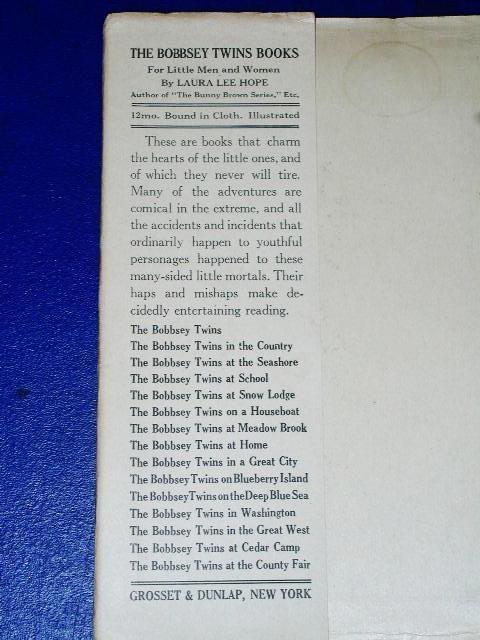 THE BOBBSEY TWINS BOOKS
For Little Men and Women
By LAURA LEE HOPE
Author of "The Bunny Brown Series," Etc.
12mo. Bound in Cloth. Illustrated
These are books that charm
the hearts of the little ones, and
of which they never will tire.
Many of the adventures are
comical in the extreme, and all
the accidents and incidents that
ordinarily happen to youthful
personages happened to these
many-sided little mortals. Their
haps and mishaps make de-
cidedly entertaining reading.
The Bobbsey Twins
The Bobbsey Twins in the Country
The Bobbsey Twins at the Seashore
The Bobbsey Twins at School
The Bobbsey Twins at Snow Lodge
The Bobbsey Twins on a Houseboat
The Bobbsey Twins at Meadow Brook
The Bobbsey Twins at Home
The Bobbsey Twins in a Great City
The Bobbsey Twins on Blueberry Island
The Bobbsey Twins on the Deep Blue Sea
The Bobbsey Twins in Washington
The Bobbsey Twins in the Great West
The Bobbsey Twins at Cedar Camp
The Bobbsey Twins at the County Fair
GROSSET & DUNLAP, NEW YORK